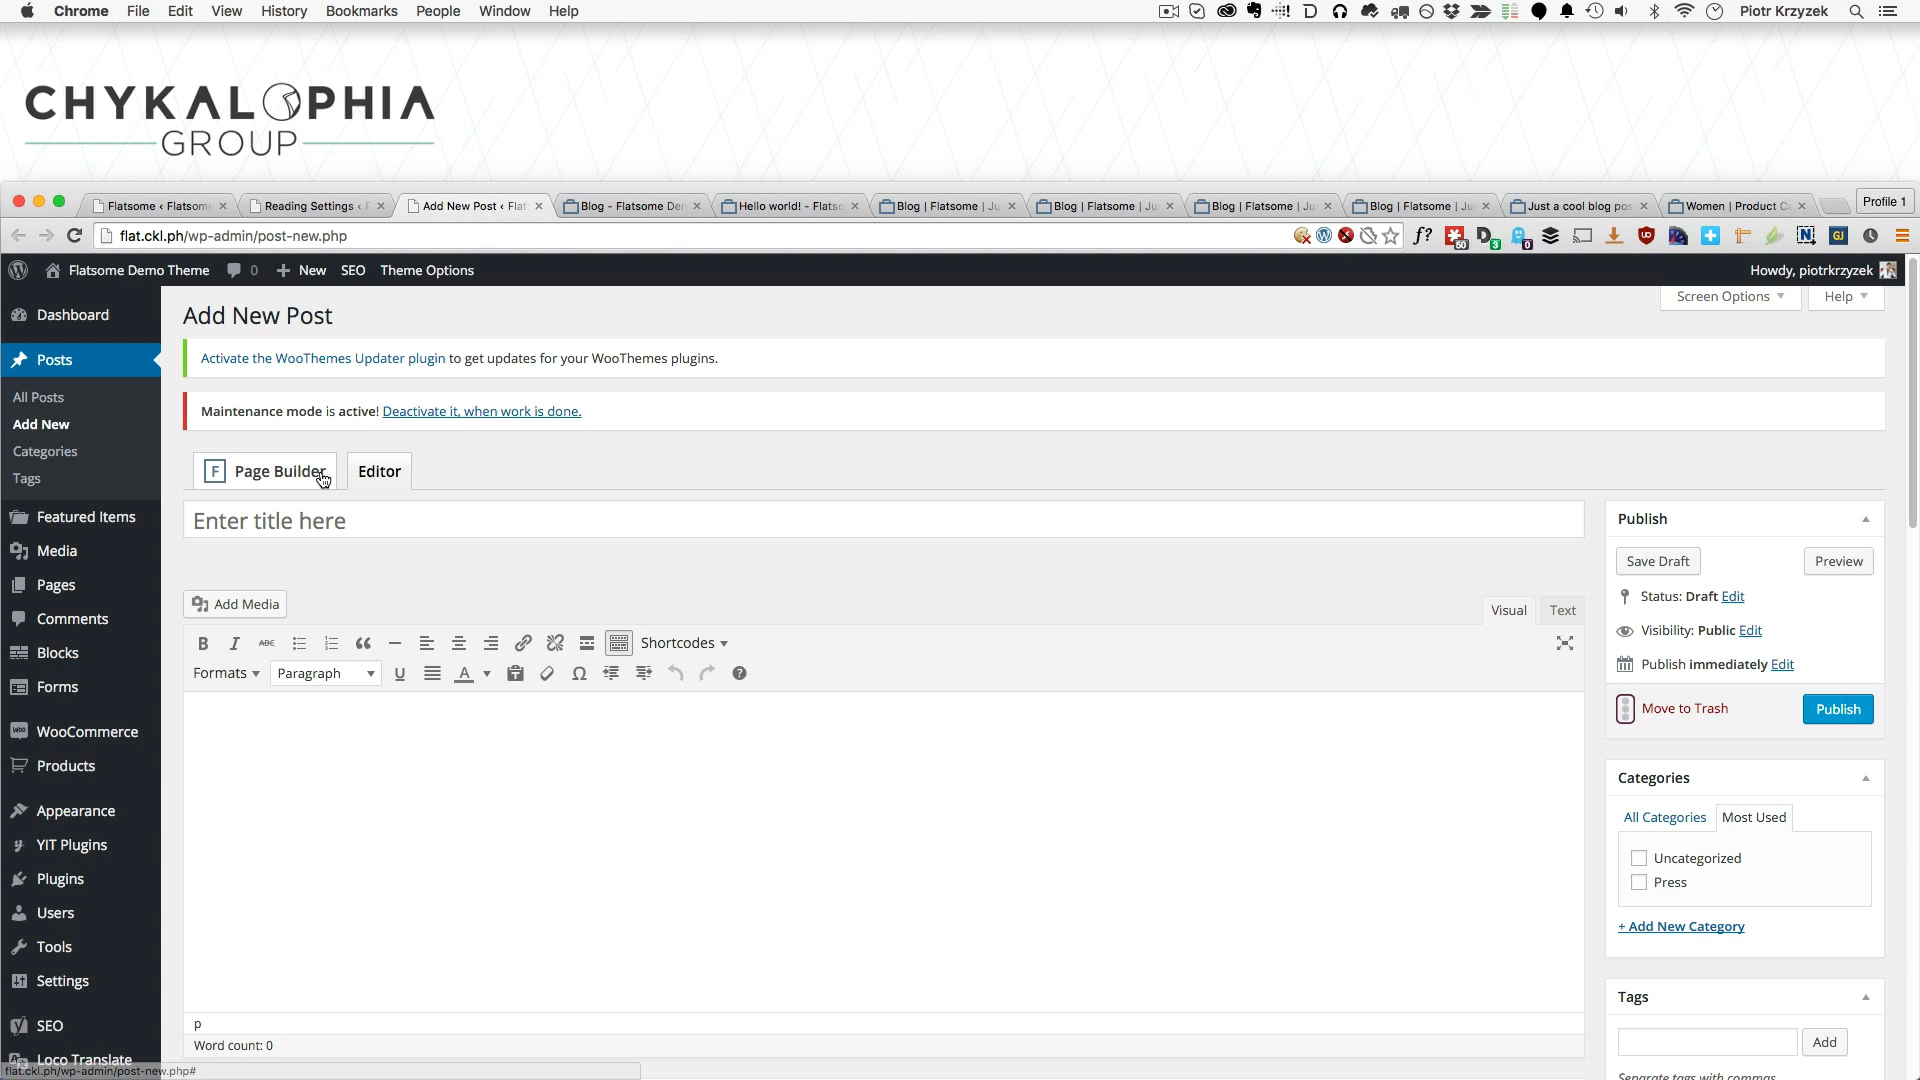 Chrome File Edit View History Bookmarks People Window Help
Piotr Krzyzek
CHYKALOPHIA
GROUP
Flatsome ‹ Flatsome
Reading Settings ‹ F
Add New Post ‹ Flat
Blog - Flatsome De
Hello world! - Flatso
Blog | Flatsome | Ju
Blog | Flatsome | Ju
Blog | Flatsome | Ju
Blog | Flatsome | Ju
Just a cool blog pos
Women | Product C
Profile 1
flat.ckl.ph/wp-admin/post-new.php
Flatsome Demo Theme 0 + New SEO Theme Options
Howdy, piotrkrzyzek
Screen Options
Help
Dashboard
Posts
All Posts
Add New
Categories
Tags
Featured Items
Media
Pages
Comments
Blocks
Forms
WooCommerce
Products
Appearance
YIT Plugins
Plugins
Users
Tools
Settings
SEO
Loco Translate
flat.ckl.ph/wp-admin/post-new.php#
Add New Post
Activate the WooThemes Updater plugin to get updates for your WooThemes plugins.
Maintenance mode is active! Deactivate it, when work is done.
F Page Builder
Editor
Enter title here
Add Media
Visual
Text
B I ABC
Shortcodes
Formats
Paragraph
U
A
Ω
p
Word count: 0
Publish
Save Draft
Preview
Status: Draft Edit
Visibility: Public Edit
Publish immediately Edit
Move to Trash
Publish
Categories
All Categories
Most Used
Uncategorized
Press
+ Add New Category
Tags
Add
Separate tags with commas